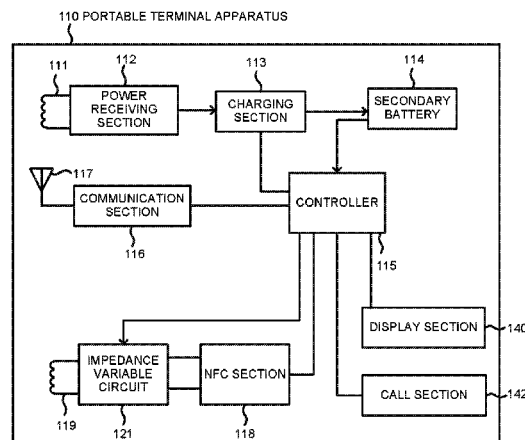 110 PORTABLE TERMINAL APPARATUS
111
112
113
114
POWER
RECEIVING
SECTION
CHARGING
SECTION
SECONDARY
BATTERY
117
COMMUNICATION
SECTION
116
CONTROLLER
115
DISPLAY SECTION
140
IMPEDANCE
VARIABLE
CIRCUIT
NFC SECTION
CALL SECTION
142
119
121
118